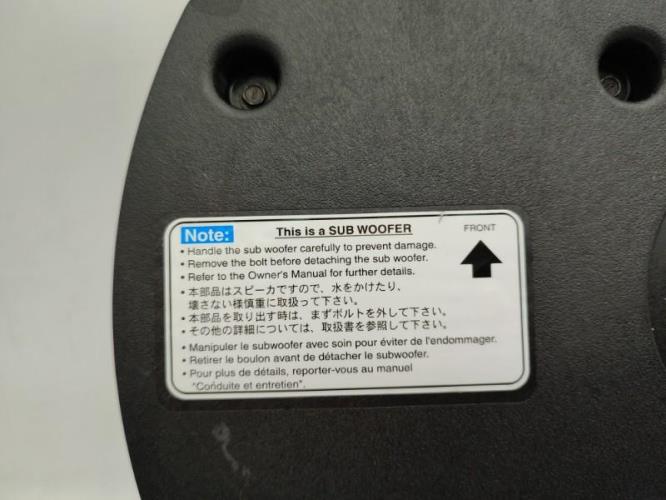 Note:
This is a SUB WOOFER
FRONT
• Handle the sub woofer carefully to prevent damage.
• Remove the bolt before detaching the sub woofer.
• Refer to the Owner's Manual for further details.
• 本部品はスピーカですので、水をかけたり、
壊さない様慎重に取扱って下さい。
• 本部品を取り出す時は、まずボルトを外して下さい。
• その他の詳細については、取扱書を参照して下さい。
• Manipuler le subwoofer avec soin pour éviter de l'endommager.
• Retirer le boulon avant de détacher le subwoofer.
• Pour plus de détails, reporter-vous au manuel
"Conduite et entretien".